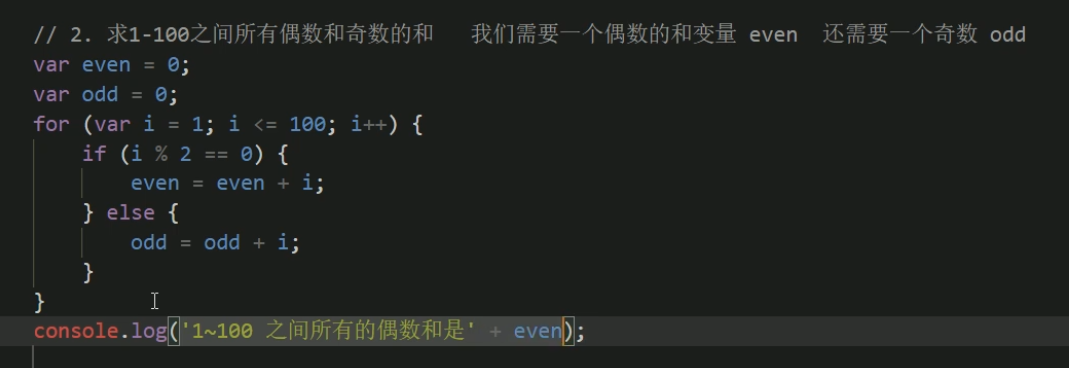 // 2. 求1-100之间所有偶数和奇数的和   我们需要一个偶数的和变量 even  还需要一个奇数 odd
var even = 0;
var odd = 0;
for (var i = 1; i <= 100; i++) {
    if (i % 2 == 0) {
        even = even + i;
    } else {
        odd = odd + i;
    }
}
console.log('1~100 之间所有的偶数和是' + even);